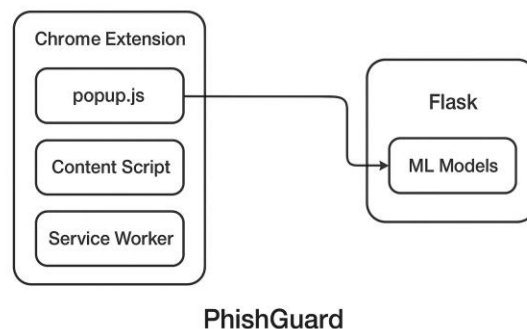 Chrome Extension
popup.js
Content Script
Service Worker
Flask
ML Models
PhishGuard